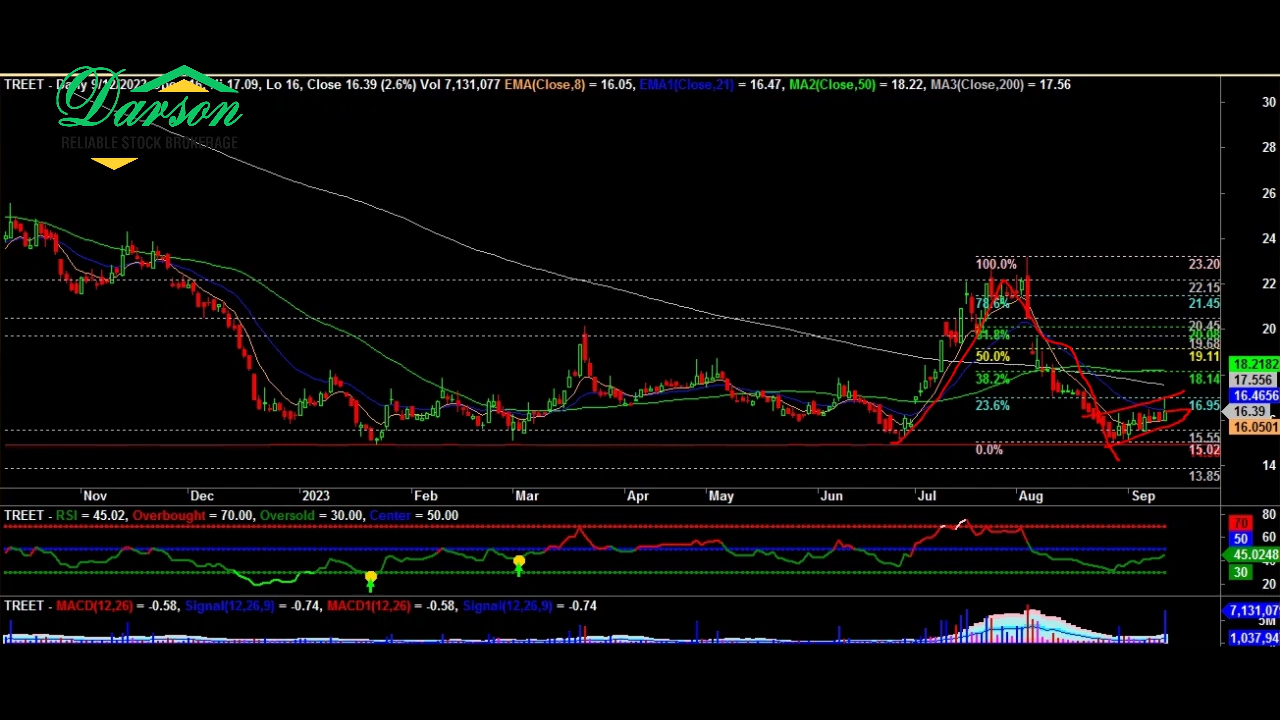 Darson
RELIABLE STOCK BROKERAGE
TREET - Daily 9/12/2023 17.09, Lo 16, Close 16.39 (2.6%) Vol 7,131,077 EMA(Close,8) = 16.05, EMA1(Close,21) = 16.47, MA2(Close,50) = 18.22, MA3(Close,200) = 17.56
30
28
26
24
22
20
14
100.0%
23.20
22.15
78.6%
21.45
20.45
61.8%
20.08
19.68
50.0%
19.11
18.2182
38.2%
18.14
17.556
16.4656
23.6%
16.95
16.39
16.0501
15.55
0.0%
15.02
13.85
Nov
Dec
2023
Feb
Mar
Apr
May
Jun
Jul
Aug
Sep
TREET - RSI = 45.02, Overbought = 70.00, Oversold = 30.00, Center = 50.00
80
70
60
50
45.0248
40
30
20
TREET - MACD(12,26) = -0.58, Signal(12,26,9) = -0.74, MACD1(12,26) = -0.58, Signal(12,26,9) = -0.74
7,131,07
5M
1,037,94